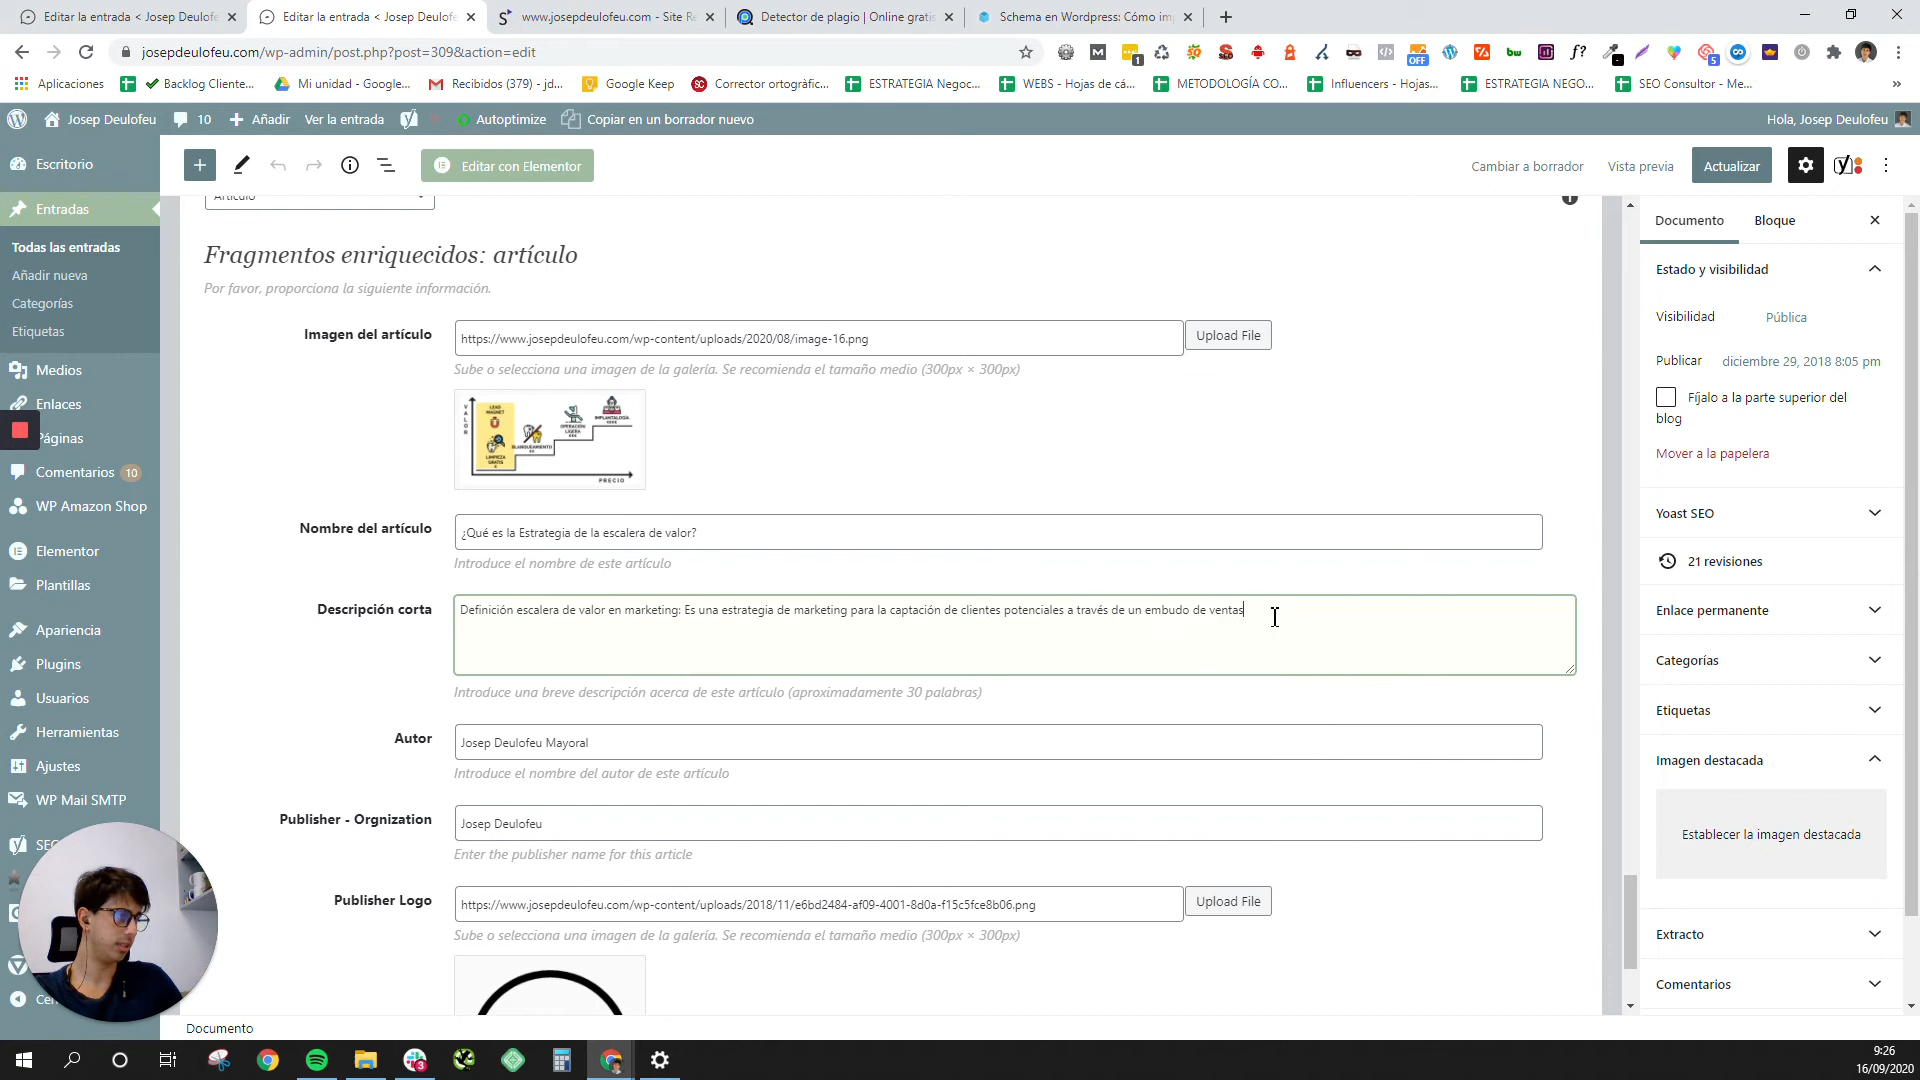 Editar la entrada < Josep Deulofe
Editar la entrada < Josep Deulofe
www.josepdeulofeu.com - Site Re
Detector de plagio | Online gratis
Schema en Wordpress: Cómo im
josepdeulofeu.com/wp-admin/post.php?post=309&action=edit
Aplicaciones
Backlog Cliente...
Mi unidad - Google...
Recibidos (379) - jd...
Google Keep
Corrector ortogràfic...
ESTRATEGIA Negoc...
WEBS - Hojas de cá...
METODOLOGÍA CO...
Influencers - Hojas...
ESTRATEGIA NEGO...
SEO Consultor - Me...
Josep Deulofeu
10
Añadir
Ver la entrada
Autoptimize
Copiar en un borrador nuevo
Hola, Josep Deulofeu
Escritorio
Entradas
Todas las entradas
Añadir nueva
Categorías
Etiquetas
Medios
Enlaces
Páginas
Comentarios 10
WP Amazon Shop
Elementor
Plantillas
Apariencia
Plugins
Usuarios
Herramientas
Ajustes
WP Mail SMTP
SEO
Editar con Elementor
Cambiar a borrador
Vista previa
Actualizar
Artículo
Fragmentos enriquecidos: artículo
Por favor, proporciona la siguiente información.
Imagen del artículo
https://www.josepdeulofeu.com/wp-content/uploads/2020/08/image-16.png
Upload File
Sube o selecciona una imagen de la galería. Se recomienda el tamaño medio (300px × 300px)
VALOR
LEAD MAGNET
LIMPIEZA GRATIS
BLANQUEAMIENTO
OPERACIÓN LIGERA
IMPLANTALOGÍA
PRECIO
Nombre del artículo
¿Qué es la Estrategia de la escalera de valor?
Introduce el nombre de este artículo
Descripción corta
Definición escalera de valor en marketing: Es una estrategia de marketing para la captación de clientes potenciales a través de un embudo de ventas
Introduce una breve descripción acerca de este artículo (aproximadamente 30 palabras)
Autor
Josep Deulofeu Mayoral
Introduce el nombre del autor de este artículo
Publisher - Orgnization
Josep Deulofeu
Enter the publisher name for this article
Publisher Logo
https://www.josepdeulofeu.com/wp-content/uploads/2018/11/e6bd2484-af09-4001-8d0a-f15c5fce8b06.png
Upload File
Sube o selecciona una imagen de la galería. Se recomienda el tamaño medio (300px × 300px)
Documento
Documento
Bloque
Estado y visibilidad
Visibilidad
Pública
Publicar
diciembre 29, 2018 8:05 pm
Fíjalo a la parte superior del
blog
Mover a la papelera
Yoast SEO
21 revisiones
Enlace permanente
Categorías
Etiquetas
Imagen destacada
Establecer la imagen destacada
Extracto
Comentarios
9:26
16/09/2020